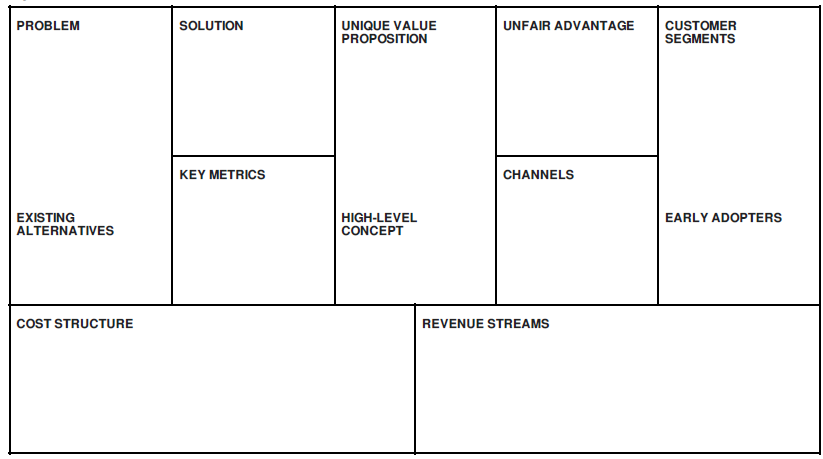 PROBLEM
SOLUTION
UNIQUE VALUE
PROPOSITION
UNFAIR ADVANTAGE
CUSTOMER
SEGMENTS
KEY METRICS
CHANNELS
EXISTING
ALTERNATIVES
HIGH-LEVEL
CONCEPT
EARLY ADOPTERS
COST STRUCTURE
REVENUE STREAMS